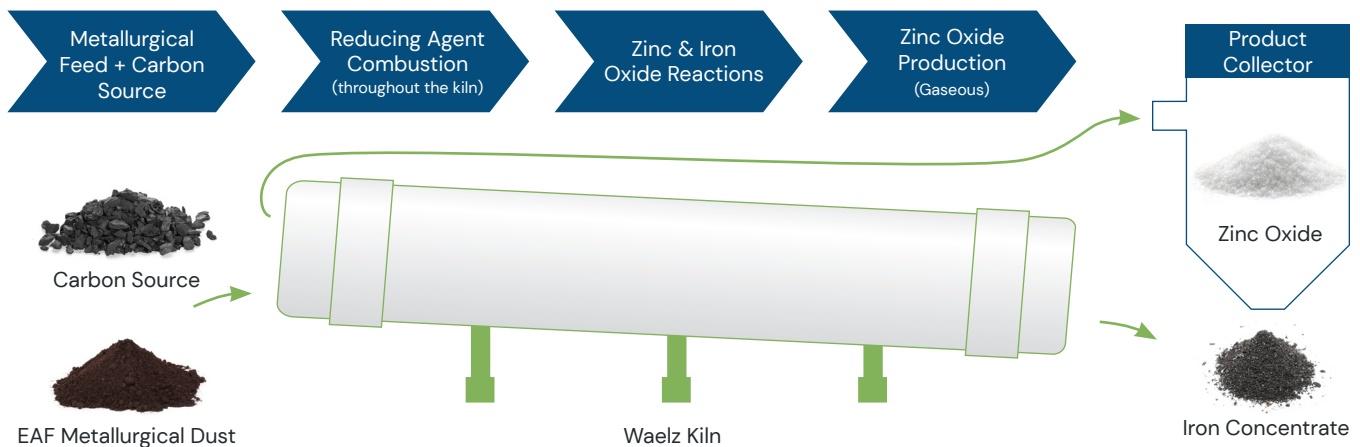 Metallurgical
Feed + Carbon
Source
Reducing Agent
Combustion
(throughout the kiln)
Zinc & Iron
Oxide Reactions
Zinc Oxide
Production
(Gaseous)
Product
Collector
Carbon Source
Zinc Oxide
EAF Metallurgical Dust
Waelz Kiln
Iron Concentrate